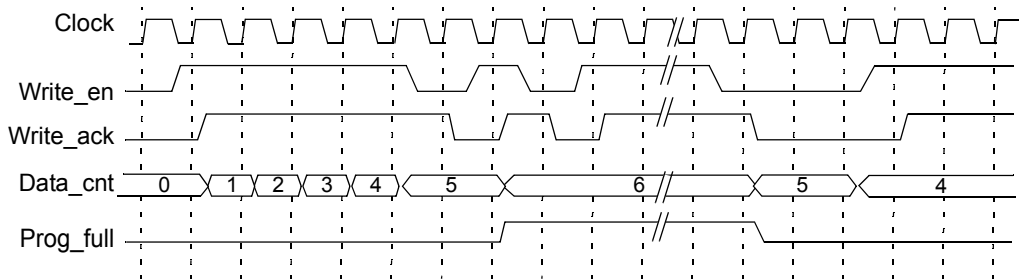 Clock
Write_en
Write_ack
Data_cnt 0 1 2 3 4 5 6 5 4
Prog_full